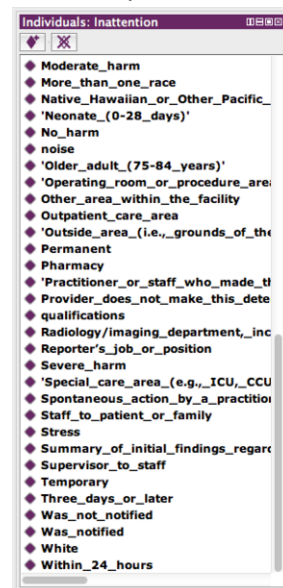 Individuals: Inattention
Moderate_harm
More_than_one_race
Native_Hawaiian_or_Other_Pacific_
'Neonate_(0-28_days)'
No_harm
noise
'Older_adult_(75-84_years)'
'Operating_room_or_procedure_area
Other_area_within_the_facility
Outpatient_care_area
'Outside_area_(i.e.,_grounds_of_the
Permanent
Pharmacy
'Practitioner_or_staff_who_made_th
Provider_does_not_make_this_dete
qualifications
Radiology/imaging_department,_inc
Reporter's_job_or_position
Severe_harm
'Special_care_area_(e.g.,_ICU,_CCU
Spontaneous_action_by_a_practition
Staff_to_patient_or_family
Stress
Summary_of_initial_findings_regard
Supervisor_to_staff
Temporary
Three_days_or_later
Was_not_notified
Was_notified
White
Within_24_hours